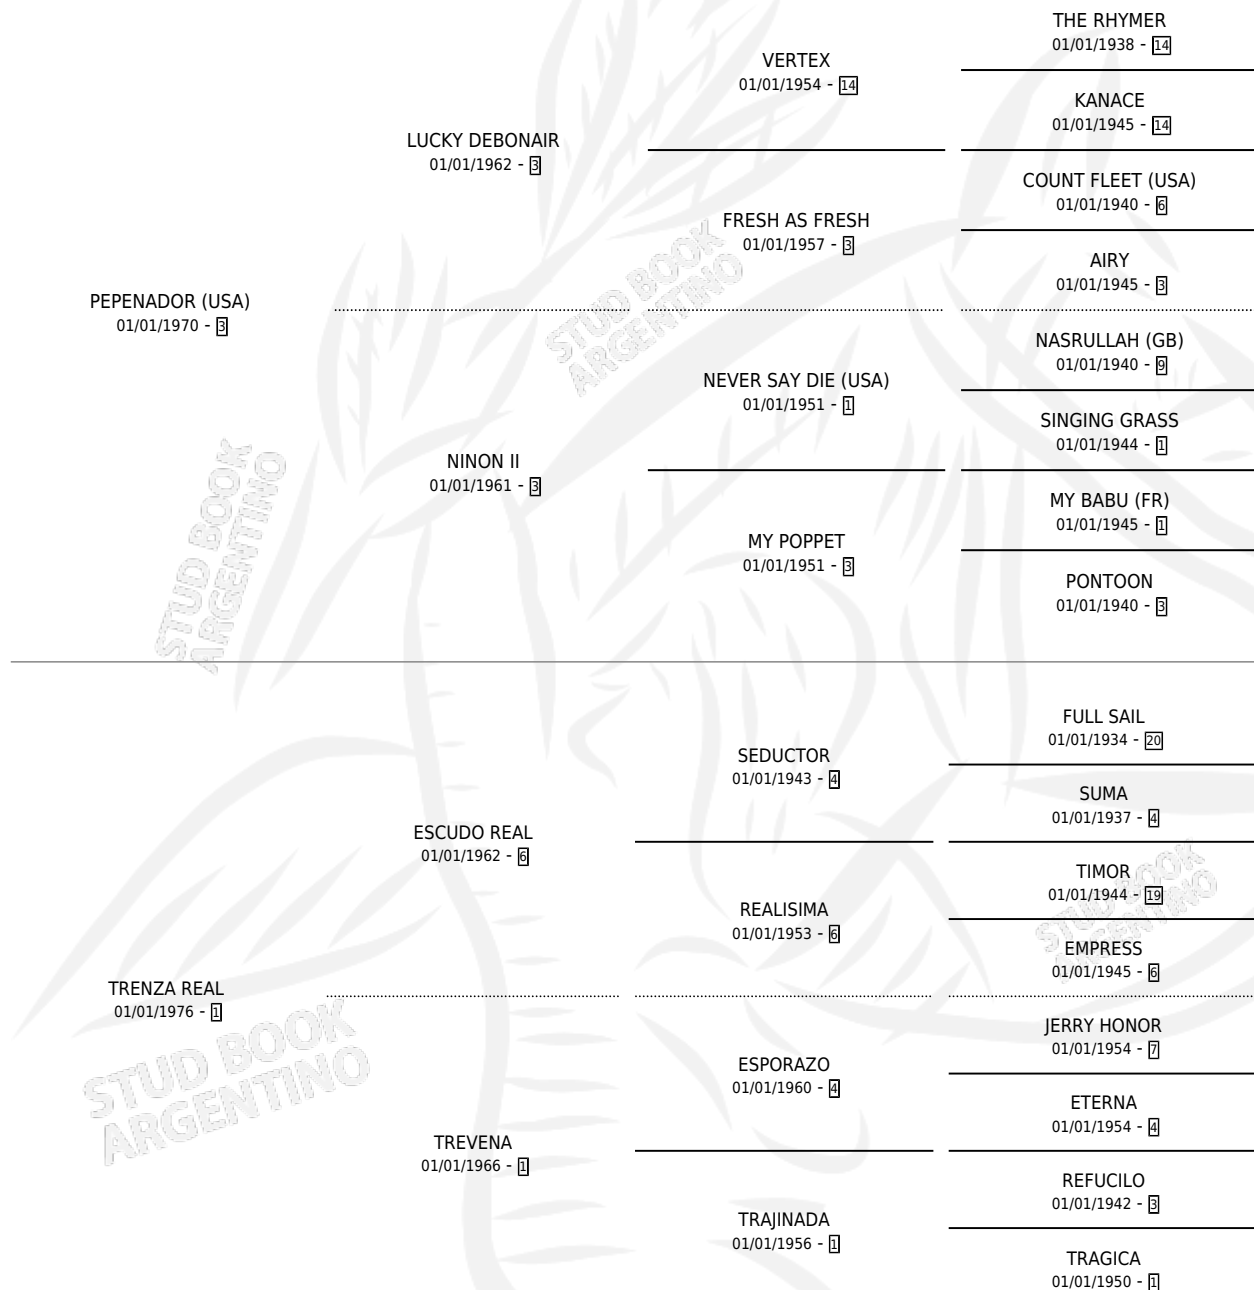 THE RHYMER
01/01/1938 - 14
VERTEX
01/01/1954 - 14
KANACE
01/01/1945 - 14
LUCKY DEBONAIR
01/01/1962 - 3
COUNT FLEET (USA)
01/01/1940 - 6
FRESH AS FRESH
01/01/1957 - 3
AIRY
01/01/1945 - 3
PEPENADOR (USA)
01/01/1970 - 3
STUD BOOK
ARGENTINO
NASRULLAH (GB)
01/01/1940 - 9
NEVER SAY DIE (USA)
01/01/1951 - 1
SINGING GRASS
01/01/1944 - 1
NINON II
01/01/1961 - 3
MY BABU (FR)
01/01/1945 - 1
MY POPPET
01/01/1951 - 3
PONTOON
01/01/1940 - 3
STUD BOOK
ARGENTINO
FULL SAIL
01/01/1934 - 20
SEDUCTOR
01/01/1943 - 4
SUMA
01/01/1937 - 4
ESCUDO REAL
01/01/1962 - 6
TIMOR
01/01/1944 - 19
REALISIMA
01/01/1953 - 6
EMPRESS
01/01/1945 - 6
STUD BOOK
ARGENTINO
TRENZA REAL
01/01/1976 - 1
JERRY HONOR
01/01/1954 - 7
ESPORAZO
01/01/1960 - 4
ETERNA
01/01/1954 - 4
STUD BOOK
ARGENTINO
TREVENA
01/01/1966 - 1
REFUCILO
01/01/1942 - 3
TRAJINADA
01/01/1956 - 1
TRAGICA
01/01/1950 - 1